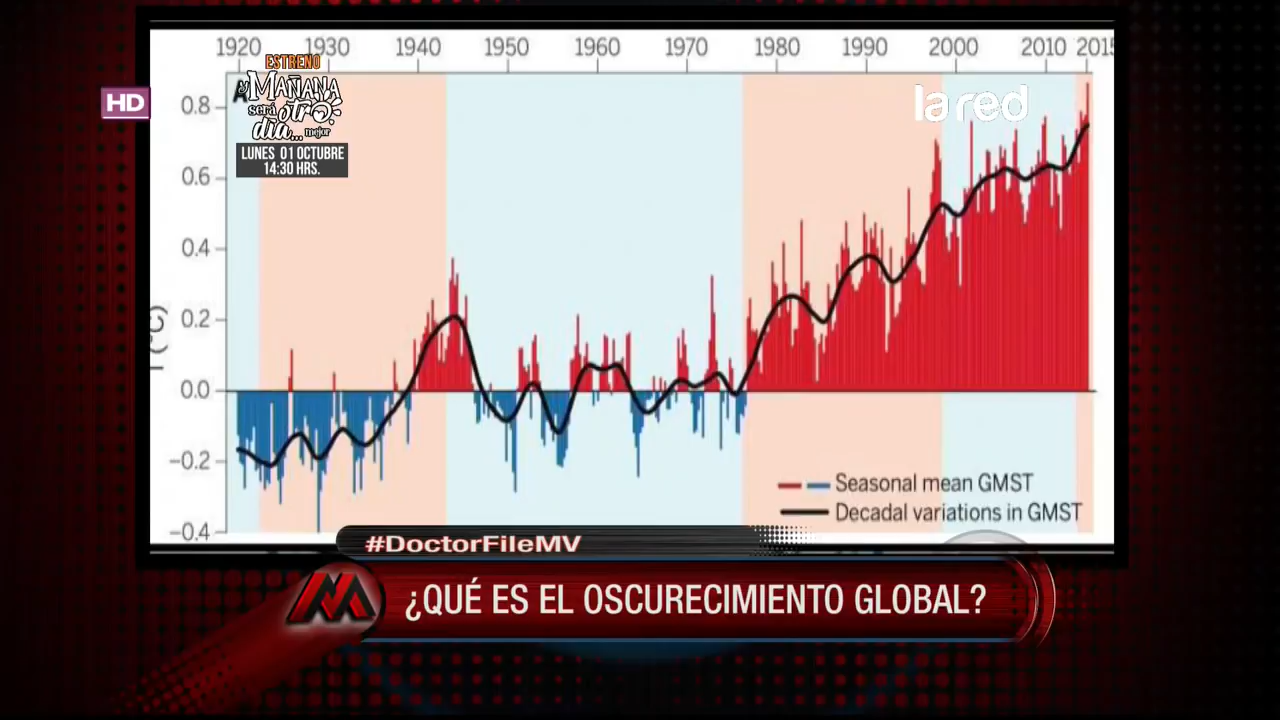 1920 1930 1940 1950 1960 1970 1980 1990 2000 2010 2015
ESTRENO
Y MAÑANA
será otro
día... mejor
LUNES 01 OCTUBRE
14:30 HRS.
HD
la red
0.8
0.6
0.4
0.2
0.0
−0.2
−0.4
(°C)
Seasonal mean GMST
Decadal variations in GMST
#DoctorFileMV
¿QUÉ ES EL OSCURECIMIENTO GLOBAL?